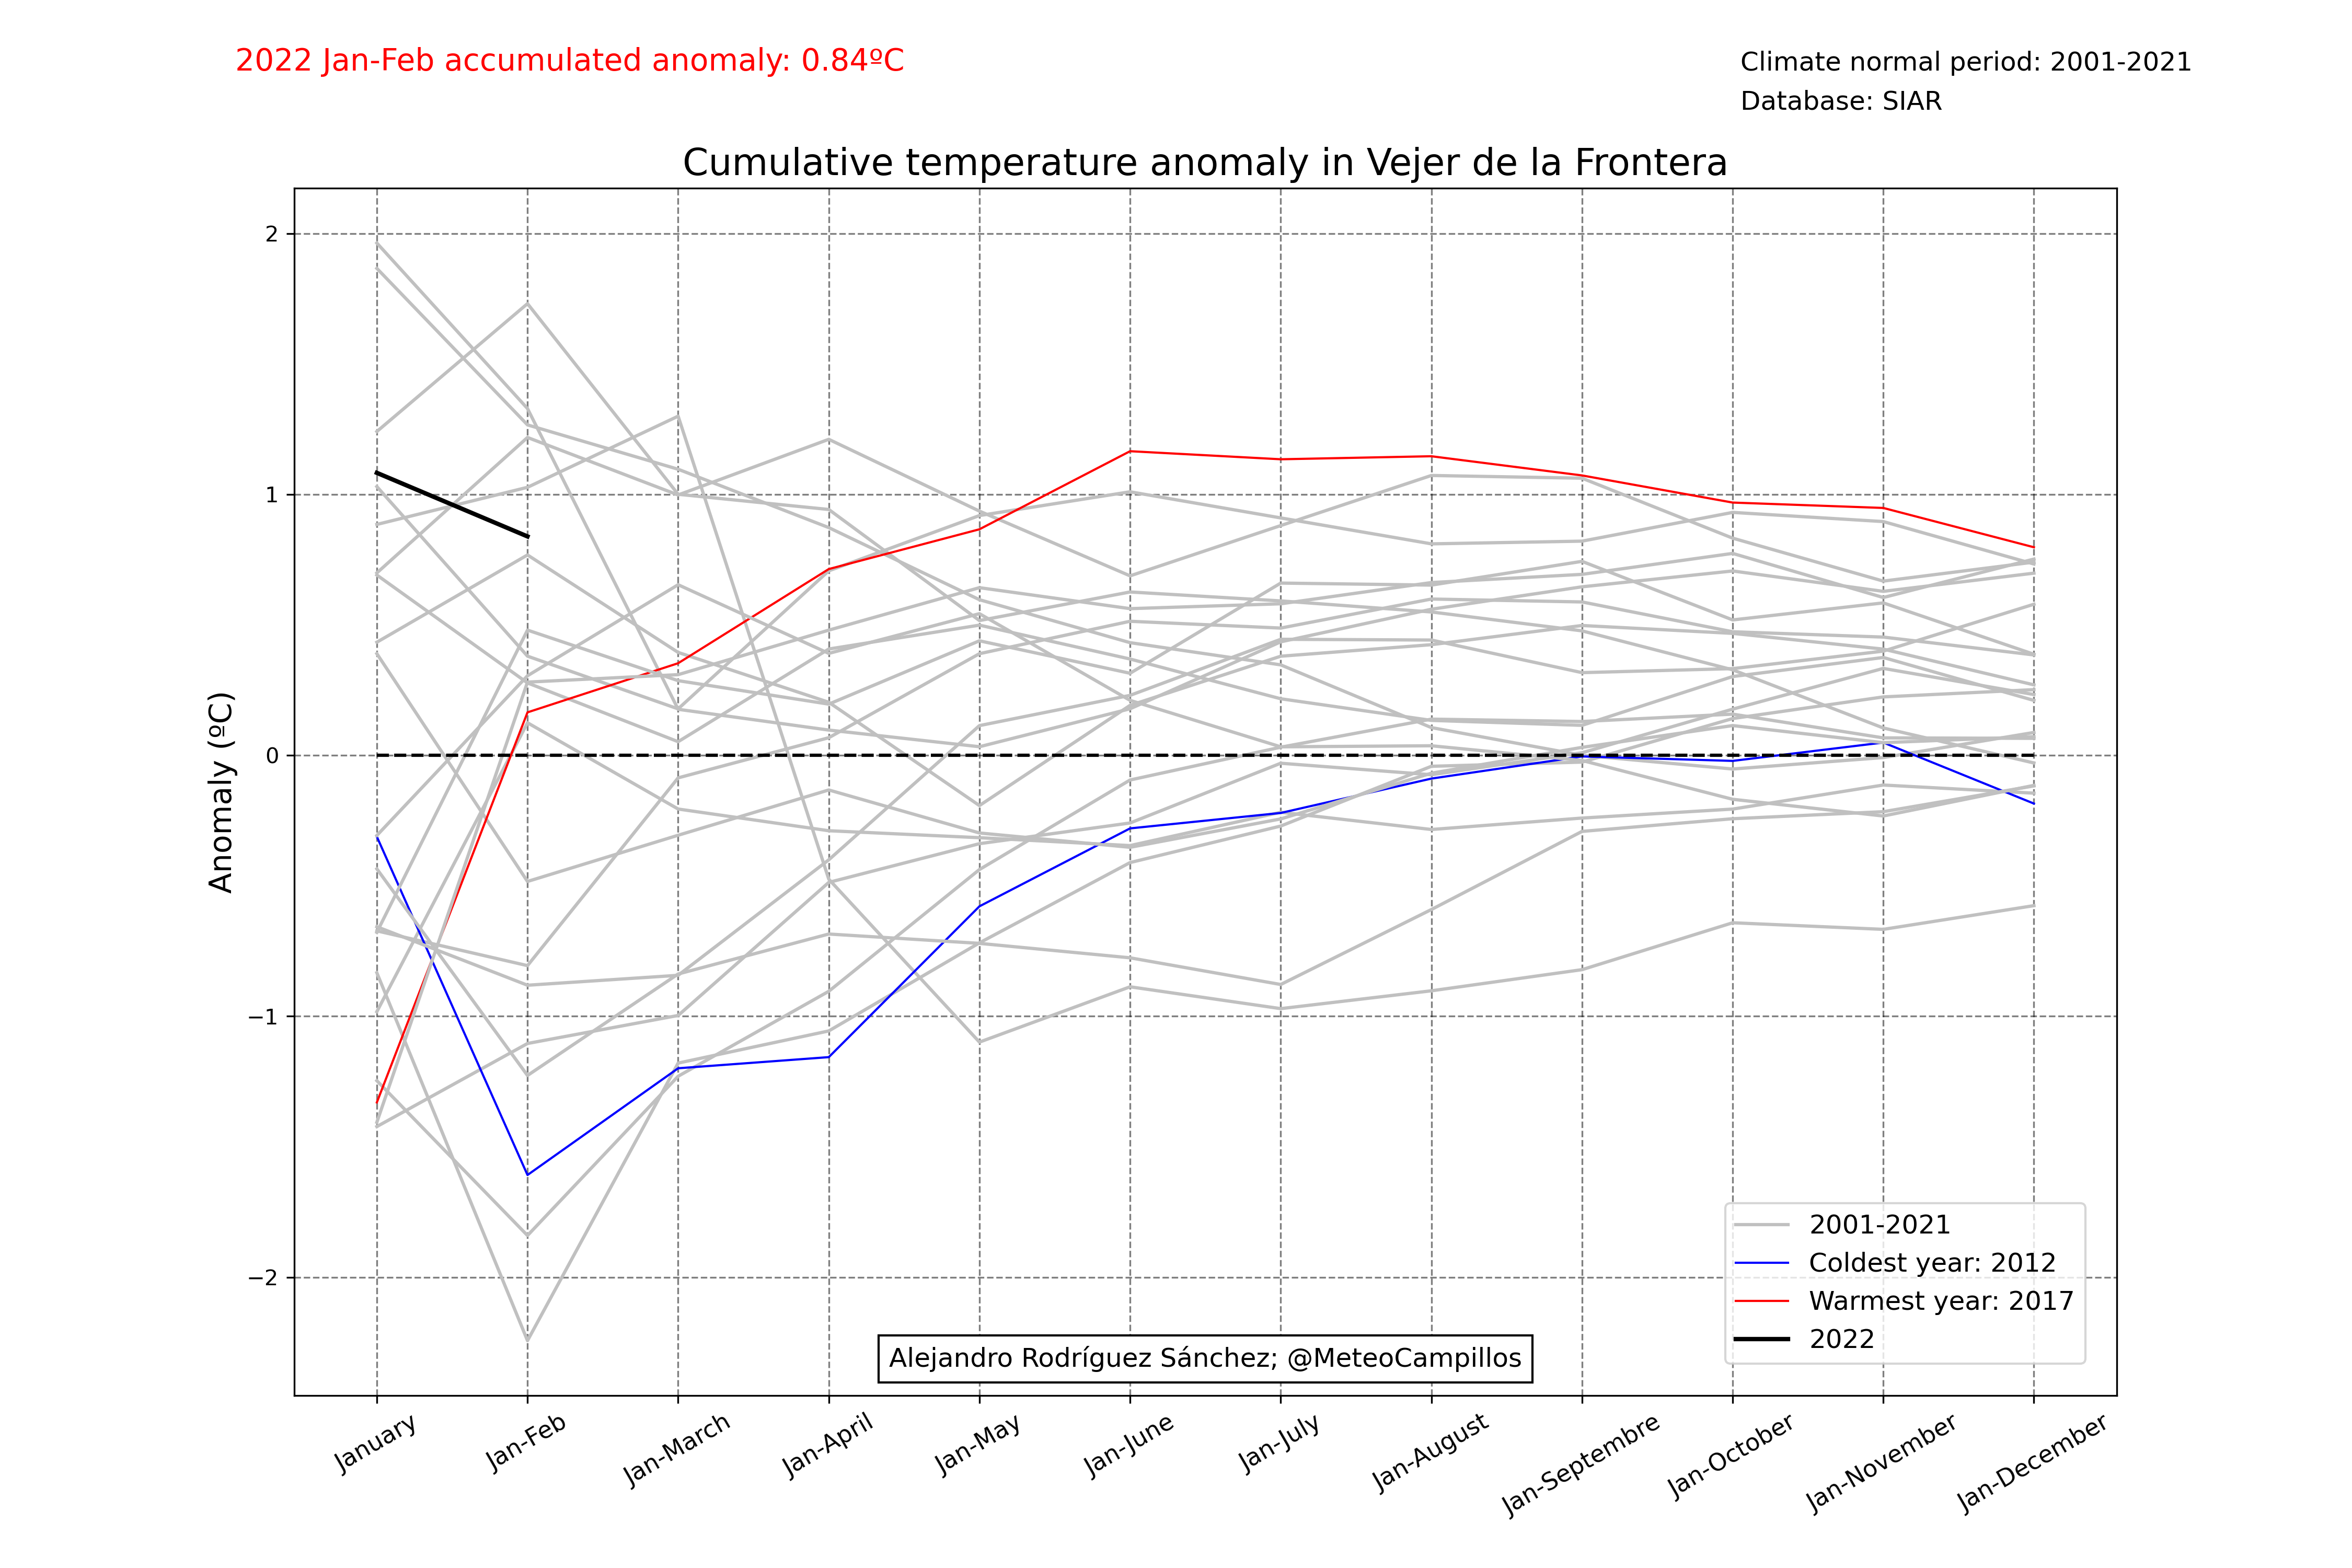 2022 Jan-Feb accumulated anomaly: 0.84ºC
Climate normal period: 2001-2021
Database: SIAR
Cumulative temperature anomaly in Vejer de la Frontera
Anomaly (ºC)
2
1
0
−1
−2
2001-2021
Coldest year: 2012
Warmest year: 2017
2022
Alejandro Rodríguez Sánchez; @MeteoCampillos
January
Jan-Feb
Jan-March
Jan-April
Jan-May
Jan-June
Jan-July
Jan-August
Jan-Septembre
Jan-October
Jan-November
Jan-December